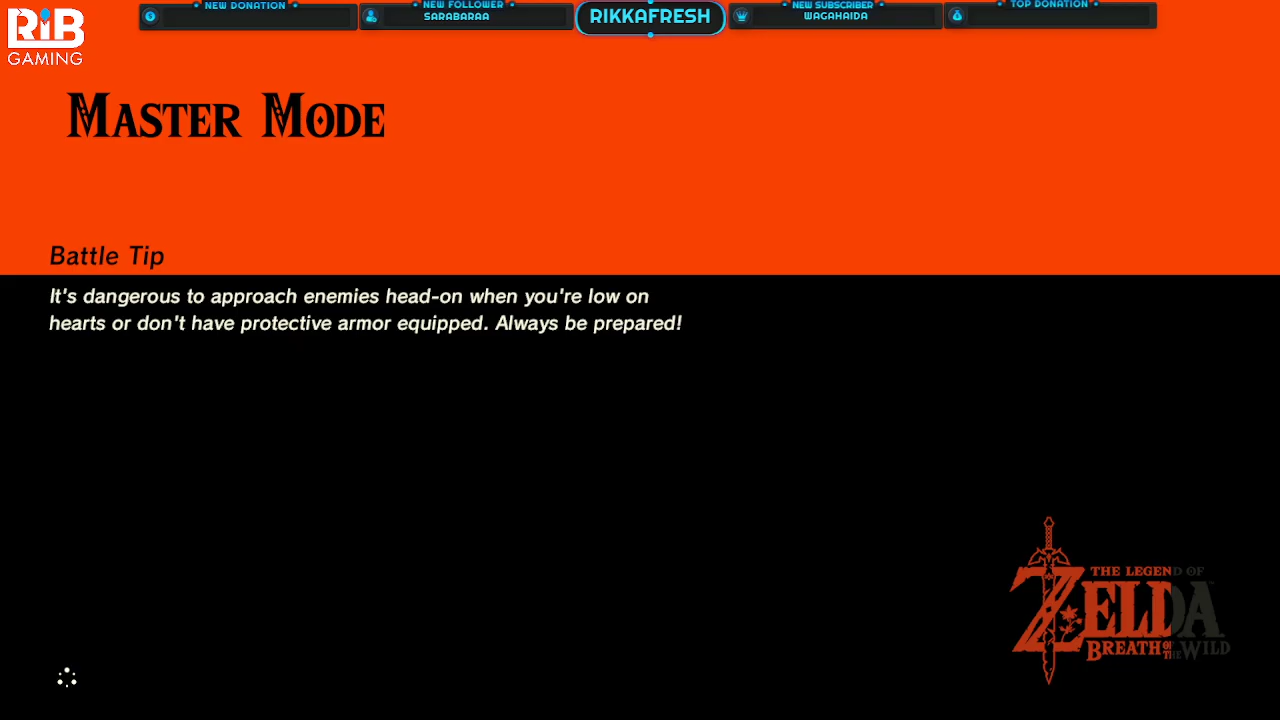 RiB
GAMING
NEW DONATION
NEW FOLLOWER
SARABARAA
RIKKAFRESH
NEW SUBSCRIBER
WAGAHAIDA
TOP DONATION
Master Mode
Battle Tip
It's dangerous to approach enemies head-on when you're low on
hearts or don't have protective armor equipped. Always be prepared!
THE LEGEND OF
ZELDA
BREATH OF THE WILD